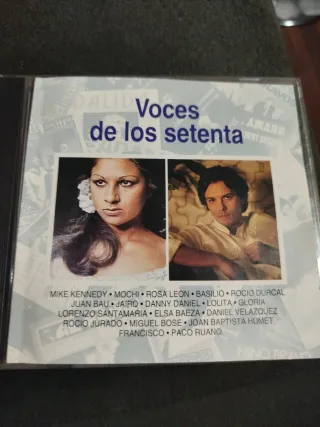 Voces
de los setenta
MIKE KENNEDY • MOCHI • ROSA LEON • BASILIO • ROCIO DURCAL
JUAN BAU • JAIRO • DANNY DANIEL • LOLITA • GLORIA
LORENZO SANTAMARIA • ELSA BAEZA • DANIEL VELAZQUEZ
ROCIO JURADO • MIGUEL BOSE • JOAN BAPTISTA HUMET
FRANCISCO • PACO RUANO